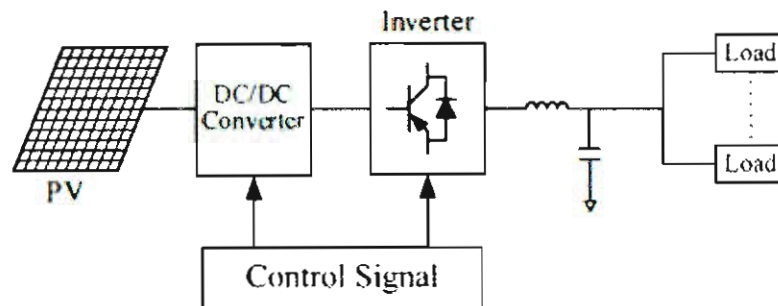 Inverter
DC/DC
Converter
PV
Load
Load
Control Signal